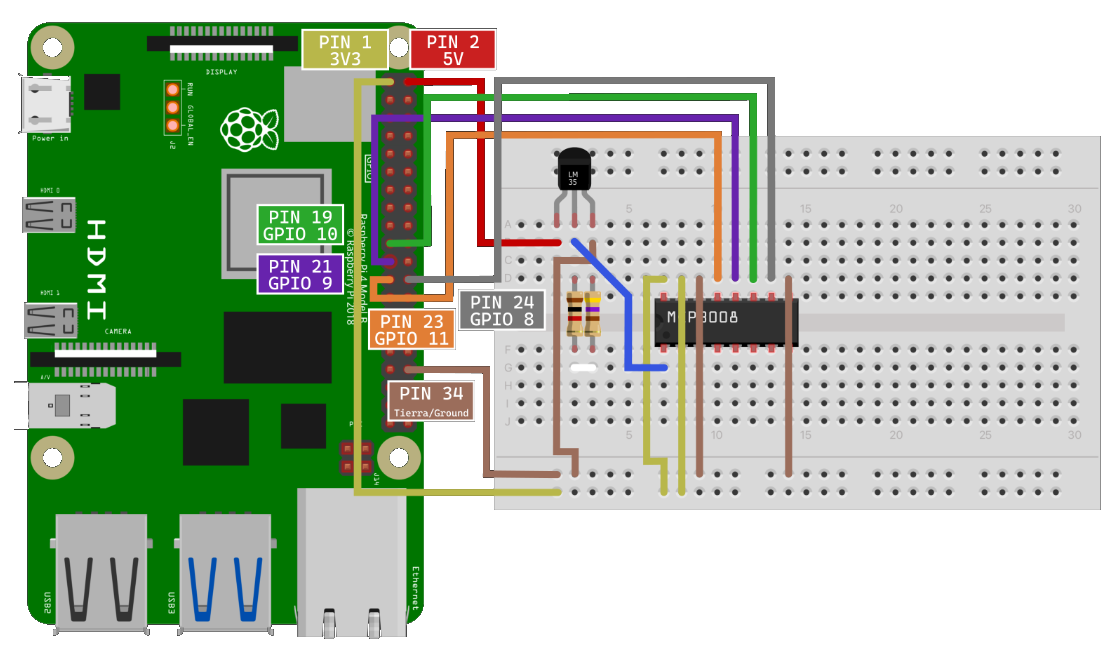 PIN 1
3V3
PIN 2
5V
DISPLAY
RUN
GLOBAL_EN
J2
Power in
GPIO
HDMI 0
HDMI
HDMI 1
PIN 19
GPIO 10
PIN 21
GPIO 9
PIN 23
GPIO 11
PIN 24
GPIO 8
PIN 34
Tierra/Ground
Raspberry Pi 4 Model B
© Raspberry Pi 2018
CAMERA
A/V
J14
USB2
USB3
Ethernet
LM
35
5
15
20
25
30
A
C
D
F
G
H
I
J
5
10
15
20
25
30